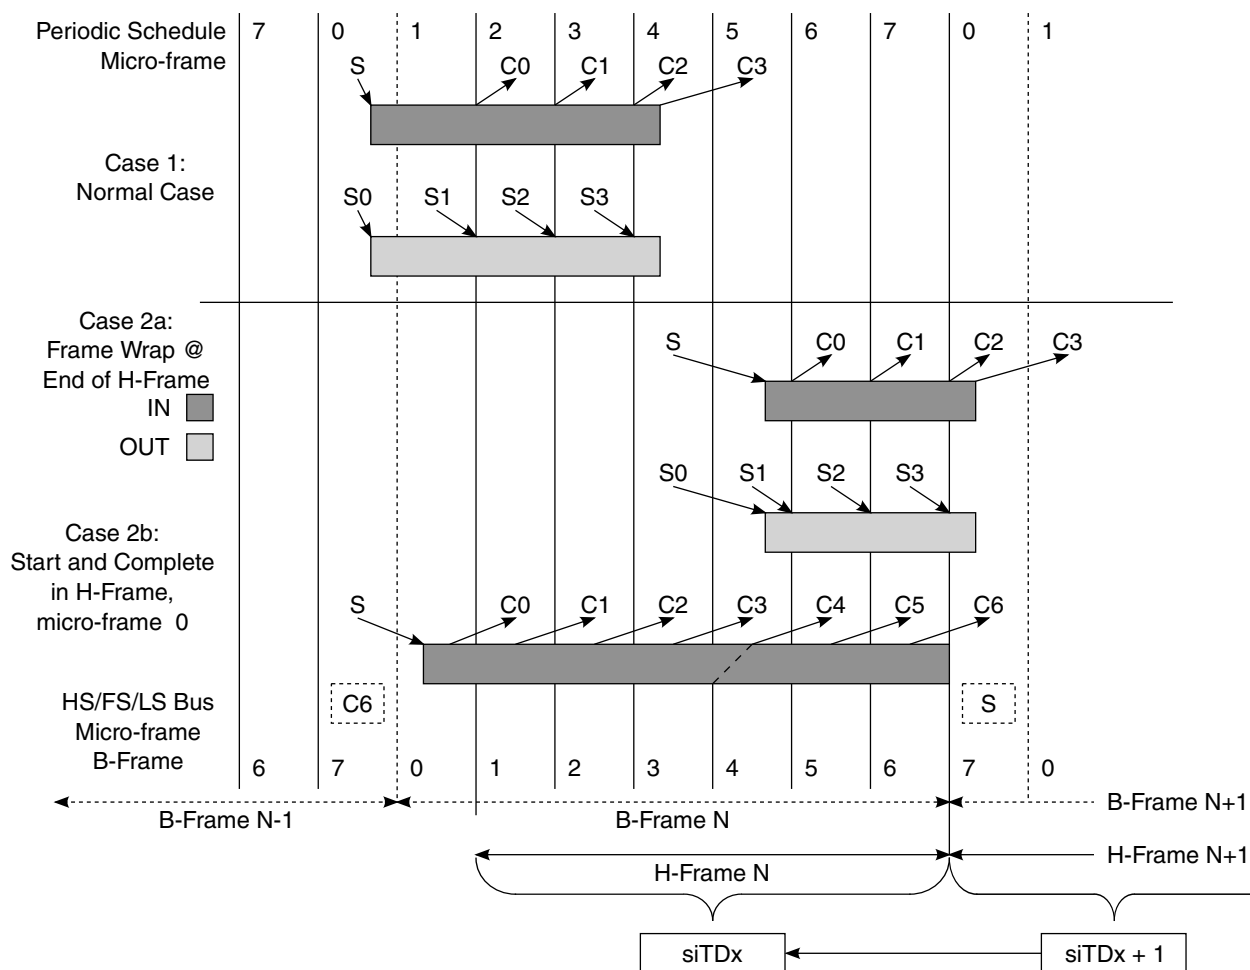 Periodic Schedule
Micro-frame
7 0 1 2 3 4 5 6 7 0 1
S C0 C1 C2 C3
Case 1:
Normal Case
S0 S1 S2 S3
Case 2a:
Frame Wrap @
End of H-Frame
IN
OUT
S C0 C1 C2 C3
S0 S1 S2 S3
Case 2b:
Start and Complete
in H-Frame,
micro-frame 0
S C0 C1 C2 C3 C4 C5 C6
C6 S
HS/FS/LS Bus
Micro-frame
B-Frame
6 7 0 1 2 3 4 5 6 7 0
B-Frame N-1 B-Frame N B-Frame N+1
H-Frame N H-Frame N+1
siTDx siTDx + 1